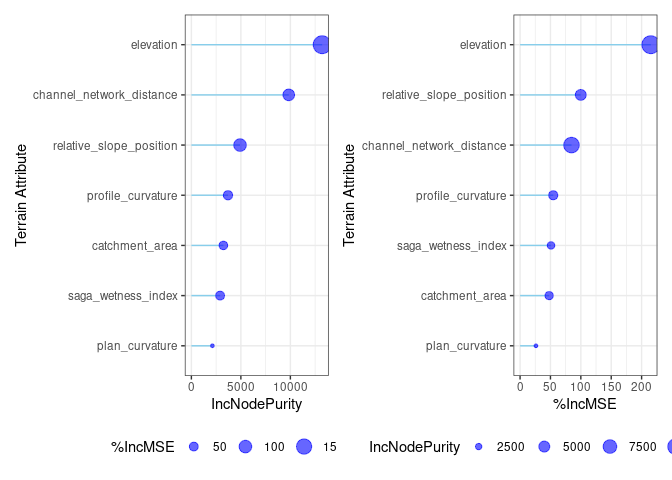 elevation
channel_network_distance
relative_slope_position
profile_curvature
catchment_area
saga_wetness_index
plan_curvature
Terrain Attribute
0 5000 10000
IncNodePurity
%IncMSE 50 100 15
elevation
relative_slope_position
channel_network_distance
profile_curvature
saga_wetness_index
catchment_area
plan_curvature
Terrain Attribute
0 50 100 150 200
%IncMSE
IncNodePurity 2500 5000 7500